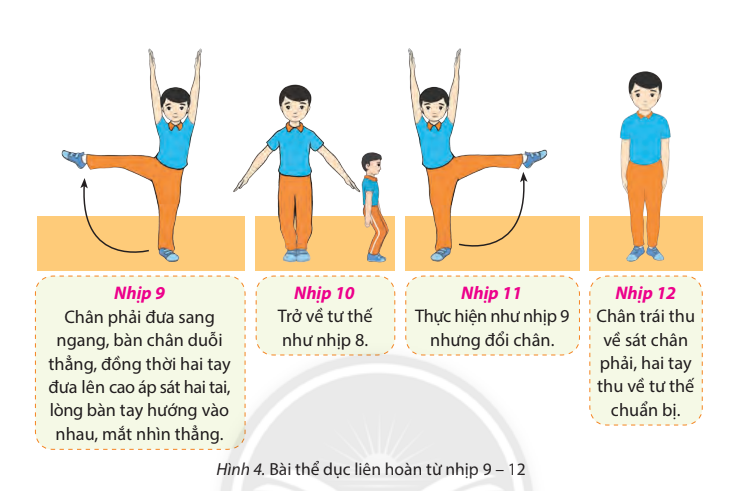 Nhịp 9
Chân phải đưa sang
ngang, bàn chân duỗi
thẳng, đồng thời hai tay
đưa lên cao áp sát hai tai,
lòng bàn tay hướng vào
nhau, mắt nhìn thẳng.
Nhịp 10
Trở về tư thế
như nhịp 8.
Nhịp 11
Thực hiện như nhịp 9
nhưng đổi chân.
Nhịp 12
Chân trái thu
về sát chân
phải, hai tay
thu về tư thế
chuẩn bị.
Hình 4. Bài thể dục liên hoàn từ nhịp 9 – 12